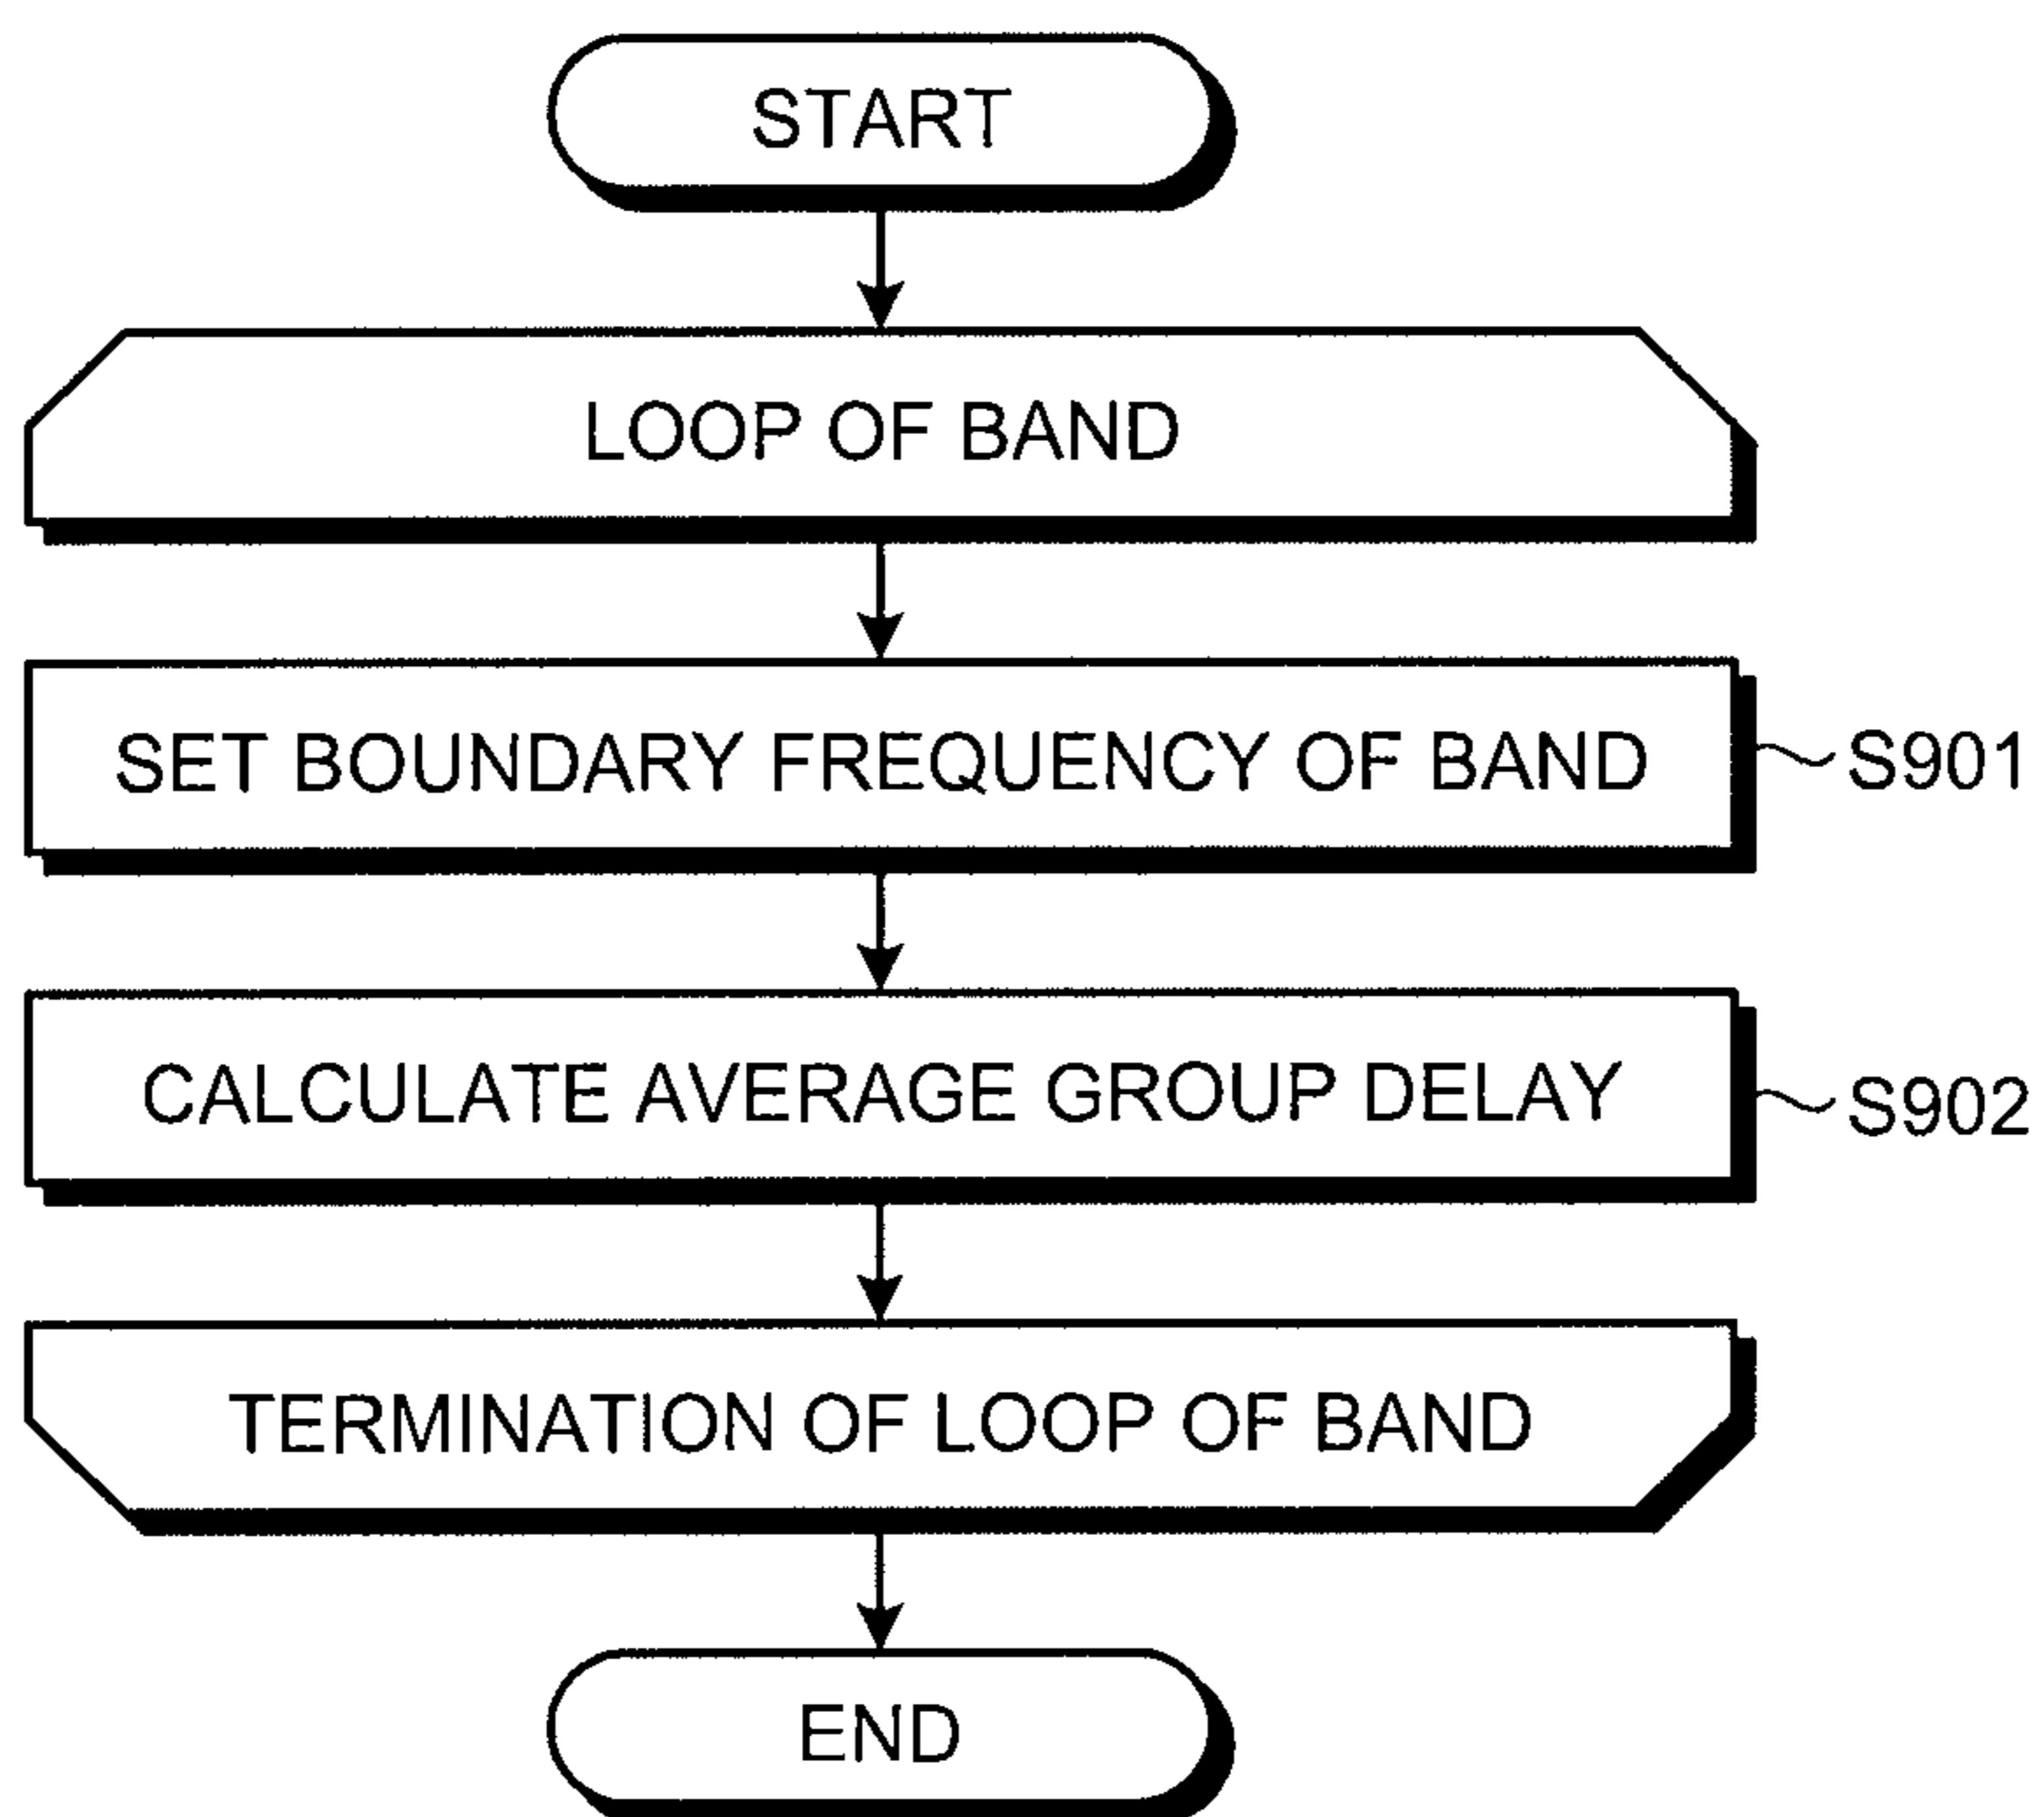 START
LOOP OF BAND
SET BOUNDARY FREQUENCY OF BAND
S901
CALCULATE AVERAGE GROUP DELAY
S902
TERMINATION OF LOOP OF BAND
END